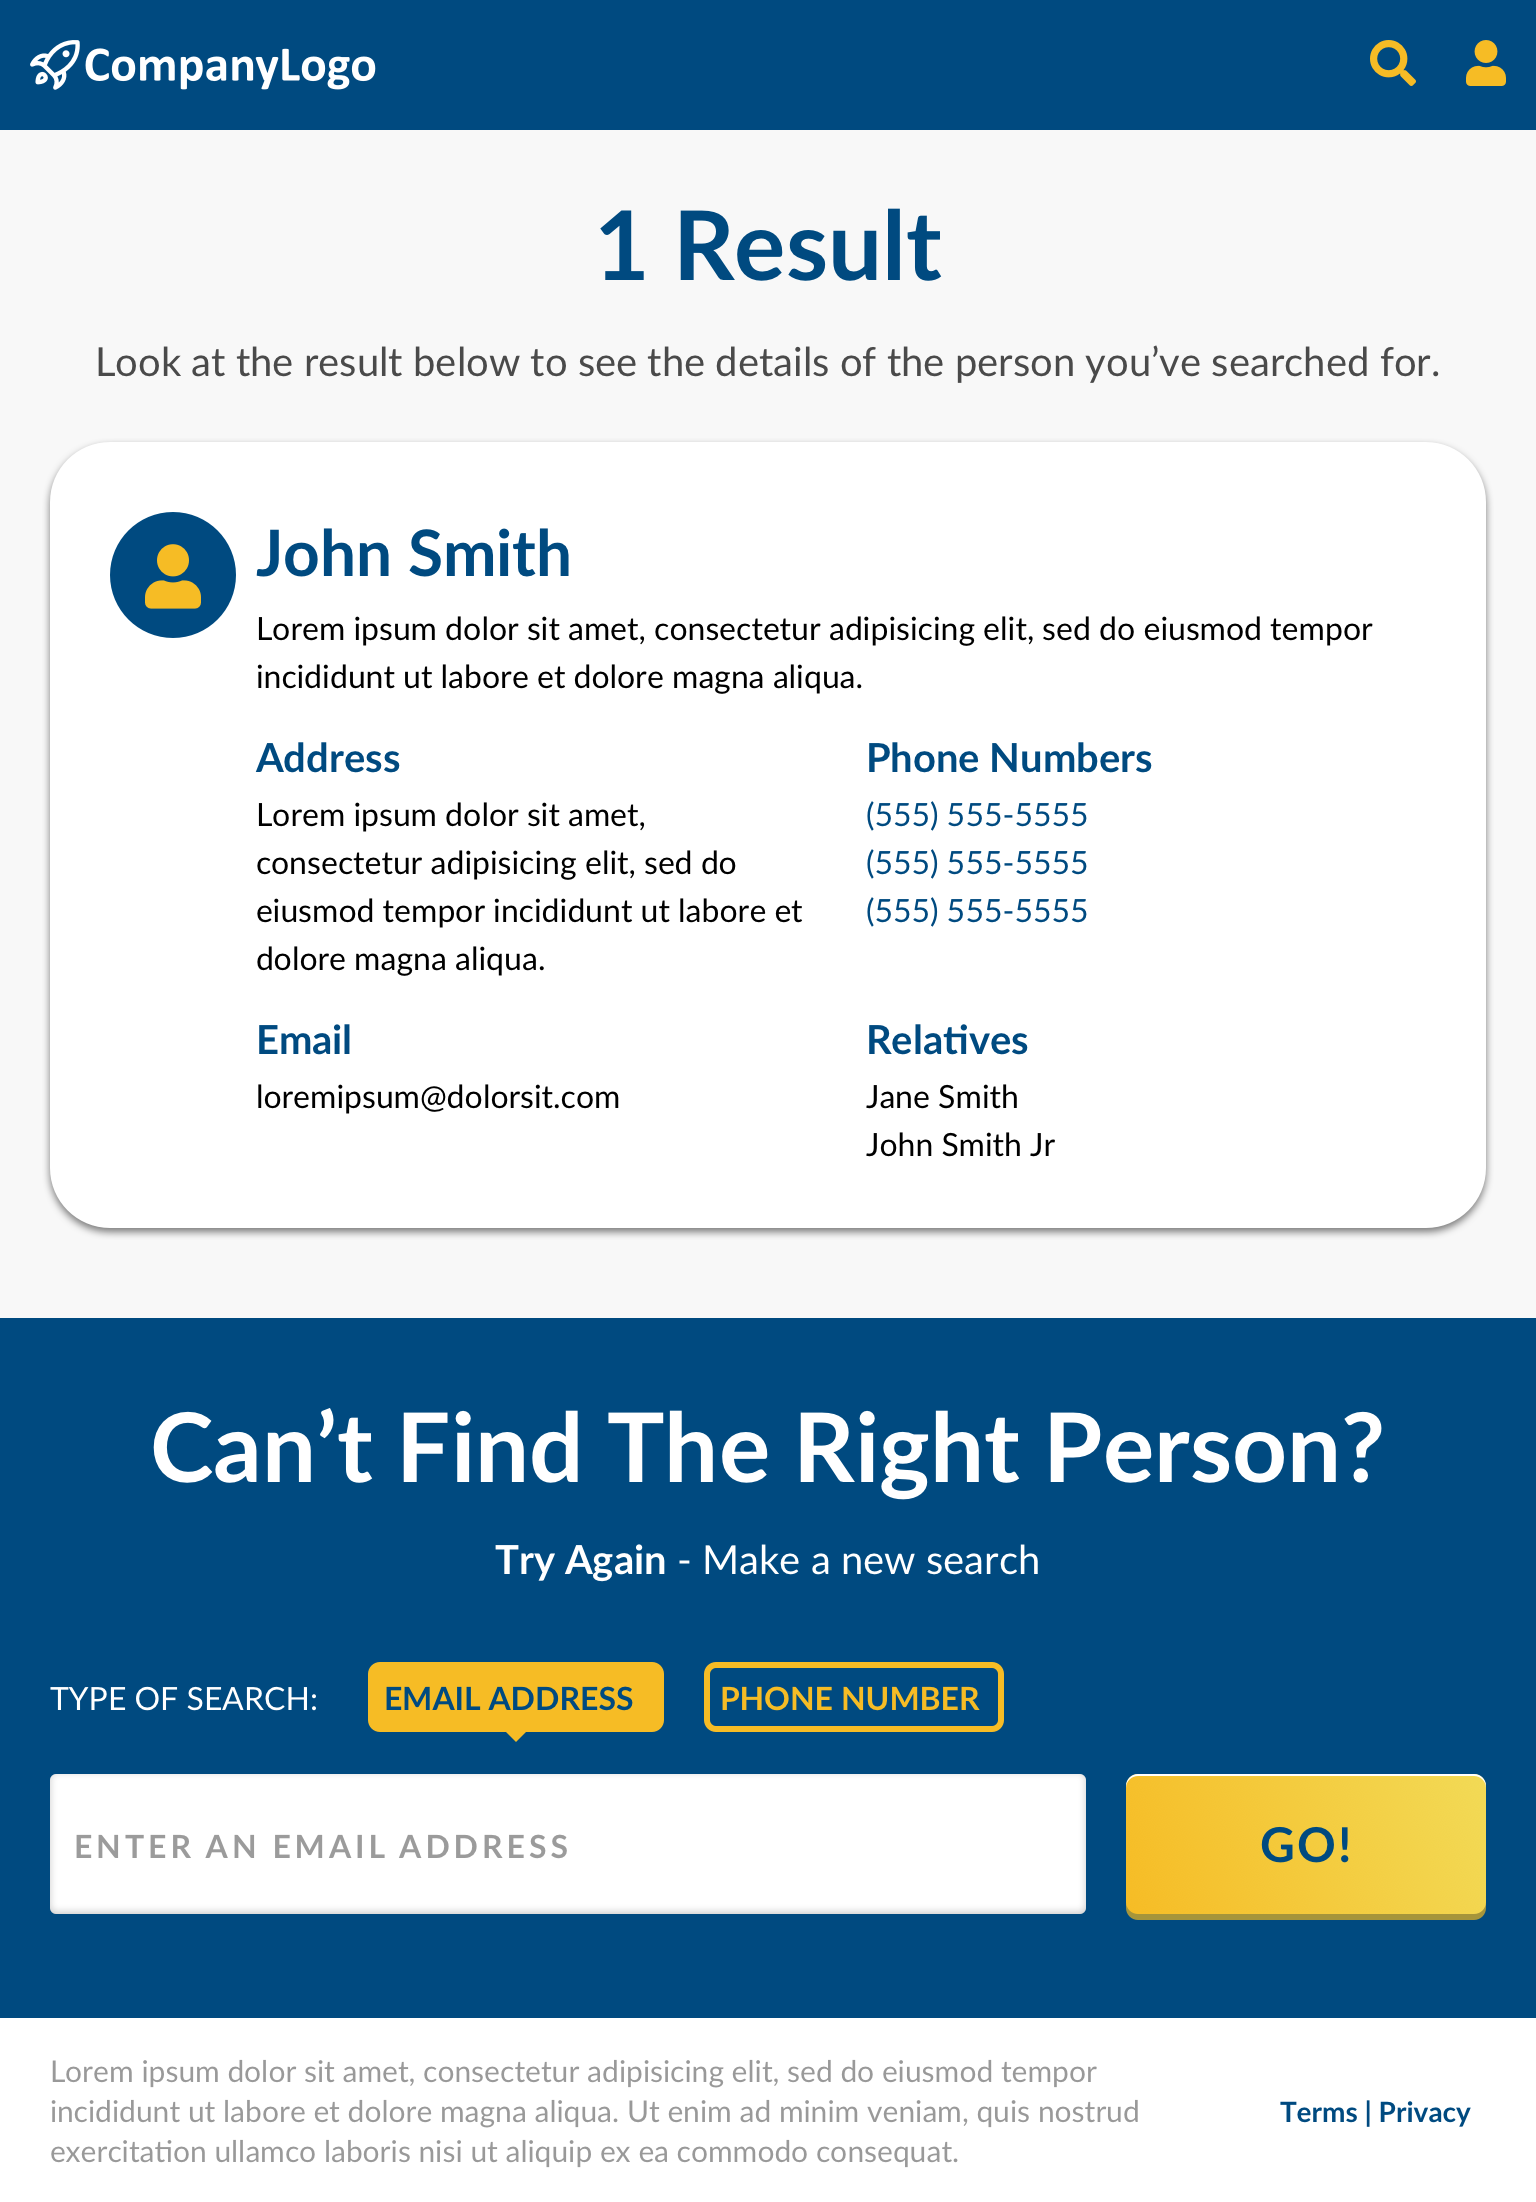 CompanyLogo
1 Result
Look at the result below to see the details of the person you’ve searched for.
John Smith
Lorem ipsum dolor sit amet, consectetur adipisicing elit, sed do eiusmod tempor
incididunt ut labore et dolore magna aliqua.
Address
Lorem ipsum dolor sit amet,
consectetur adipisicing elit, sed do
eiusmod tempor incididunt ut labore et
dolore magna aliqua.
Phone Numbers
(555) 555-5555
(555) 555-5555
(555) 555-5555
Email
loremipsum@dolorsit.com
Relatives
Jane Smith
John Smith Jr
Can’t Find The Right Person?
Try Again - Make a new search
TYPE OF SEARCH: EMAIL ADDRESS PHONE NUMBER
ENTER AN EMAIL ADDRESS
GO!
Lorem ipsum dolor sit amet, consectetur adipisicing elit, sed do eiusmod tempor
incididunt ut labore et dolore magna aliqua. Ut enim ad minim veniam, quis nostrud
exercitation ullamco laboris nisi ut aliquip ex ea commodo consequat.
Terms | Privacy